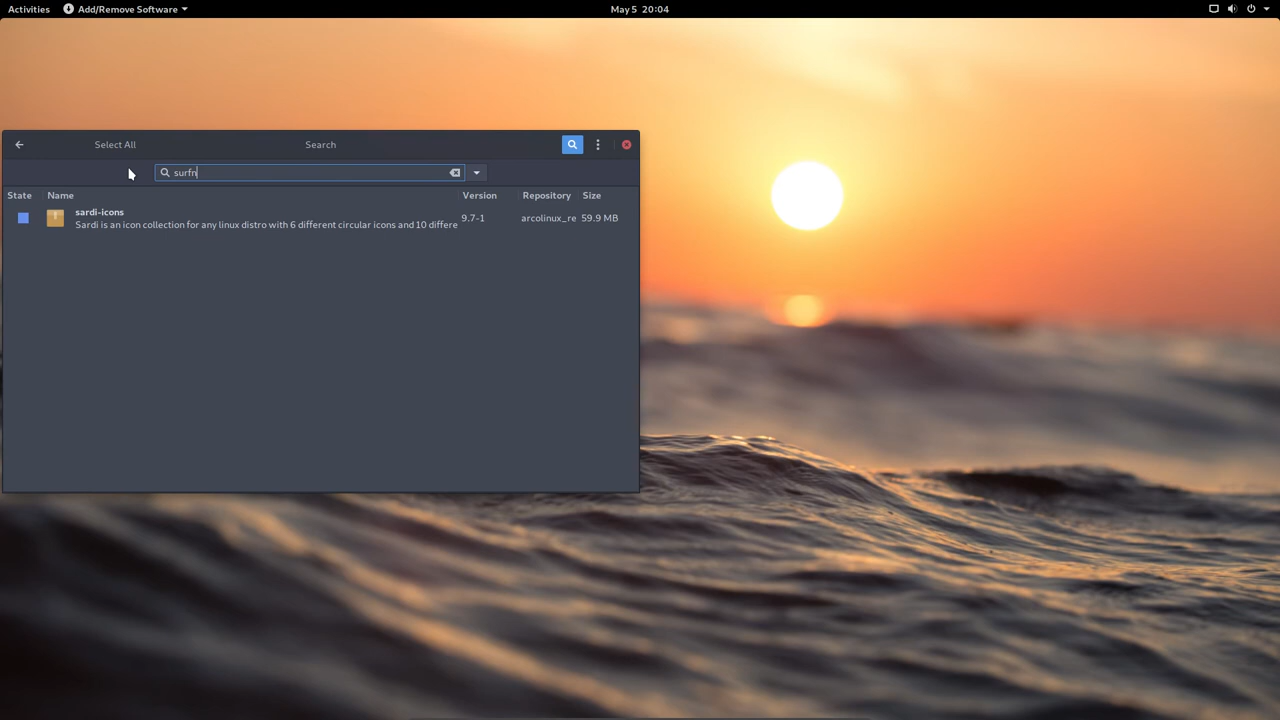 Activities Add/Remove Software May 5 20:04
Select All Search
surfn
State Name Version Repository Size
sardi-icons
Sardi is an icon collection for any linux distro with 6 different circular icons and 10 differe 9.7-1 arcolinux_re 59.9 MB